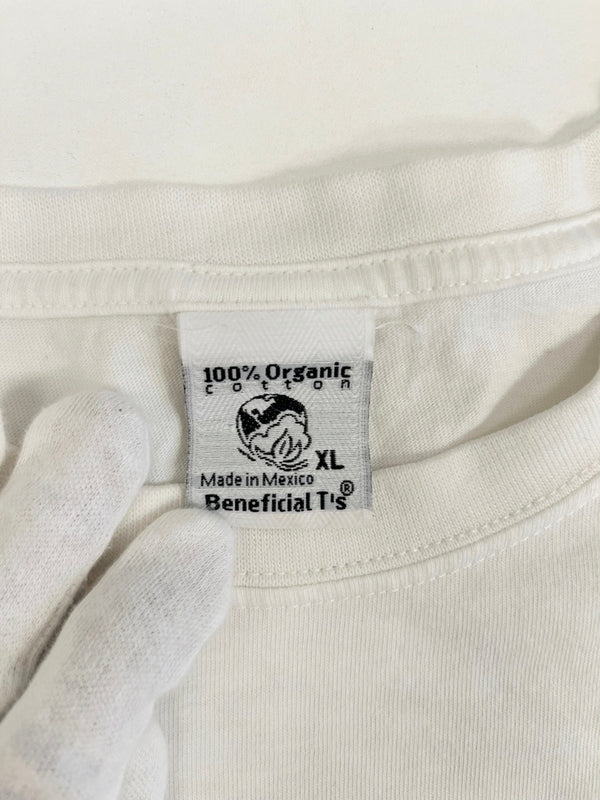 100% Organic
cotton
XL
Made in Mexico
Beneficial T's®